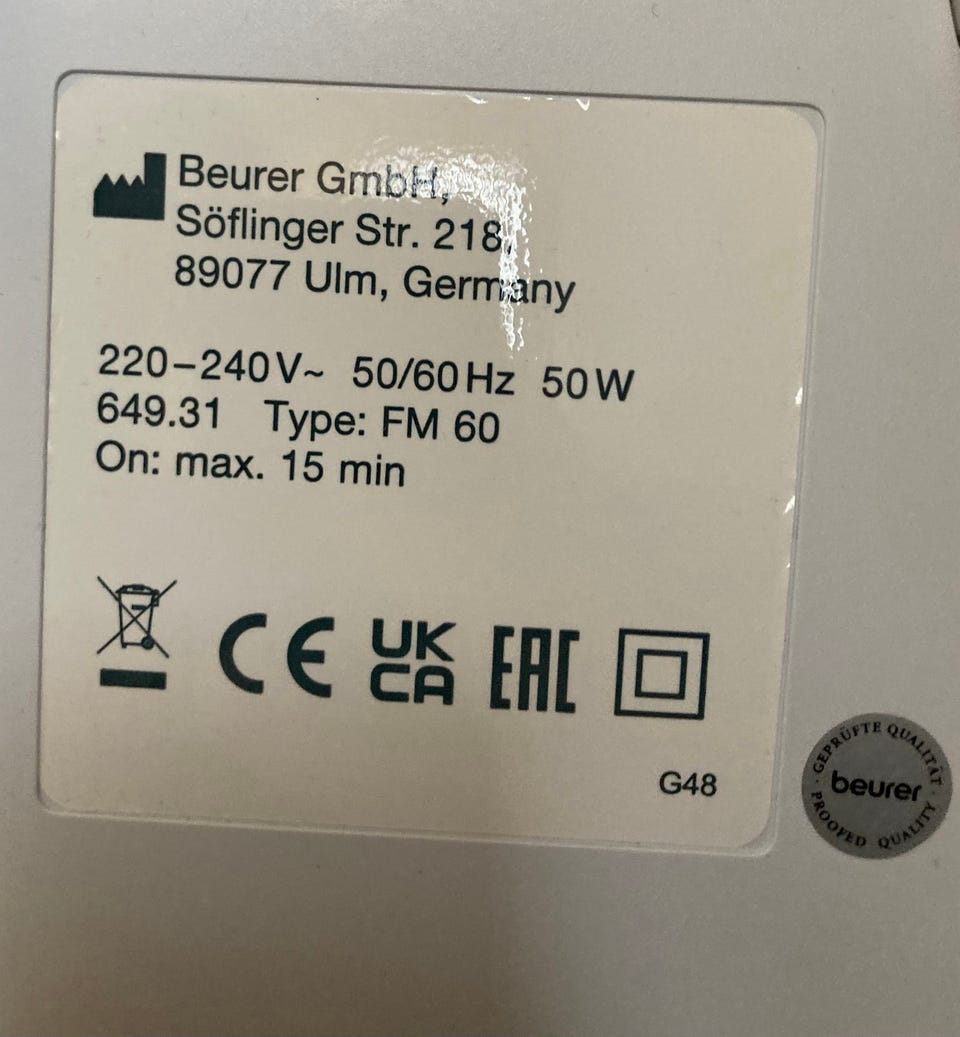 Beurer GmbH,
Söflinger Str. 218,
89077 Ulm, Germany
220–240V~ 50/60Hz 50W
649.31 Type: FM 60
On: max. 15 min
CE UK CA EAC
G48
· GEPRÜFTE QUALITÄT ·
beurer
PROOFED QUALITY